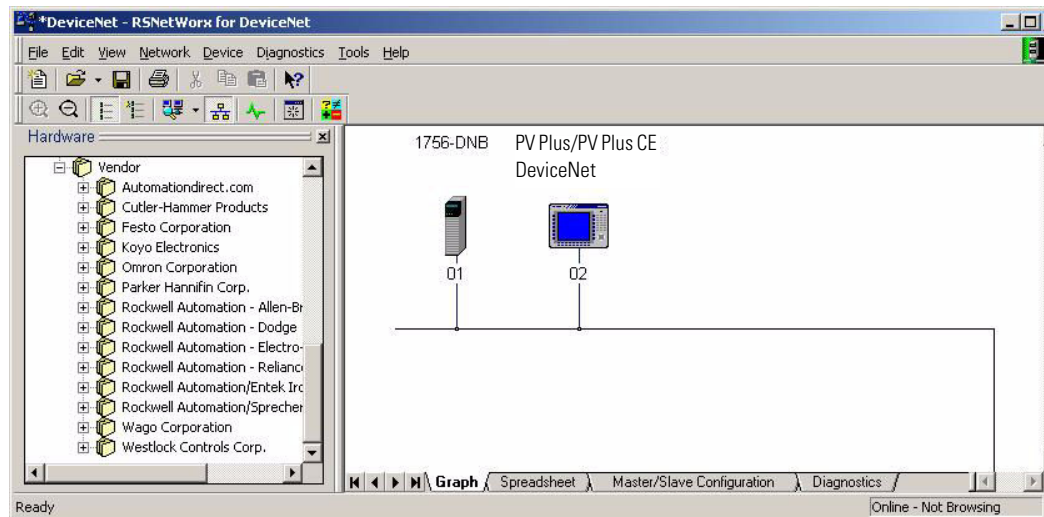 *DeviceNet - RSNetWorx for DeviceNet
File Edit View Network Device Diagnostics Tools Help
Hardware
Vendor
Automationdirect.com
Cutler-Hammer Products
Festo Corporation
Koyo Electronics
Omron Corporation
Parker Hannifin Corp.
Rockwell Automation - Allen-Br
Rockwell Automation - Dodge
Rockwell Automation - Electro-
Rockwell Automation - Relianc
Rockwell Automation/Entek Irc
Rockwell Automation/Sprecher
Wago Corporation
Westlock Controls Corp.
1756-DNB PV Plus/PV Plus CE
DeviceNet
01 02
Graph Spreadsheet Master/Slave Configuration Diagnostics
Ready Online - Not Browsing